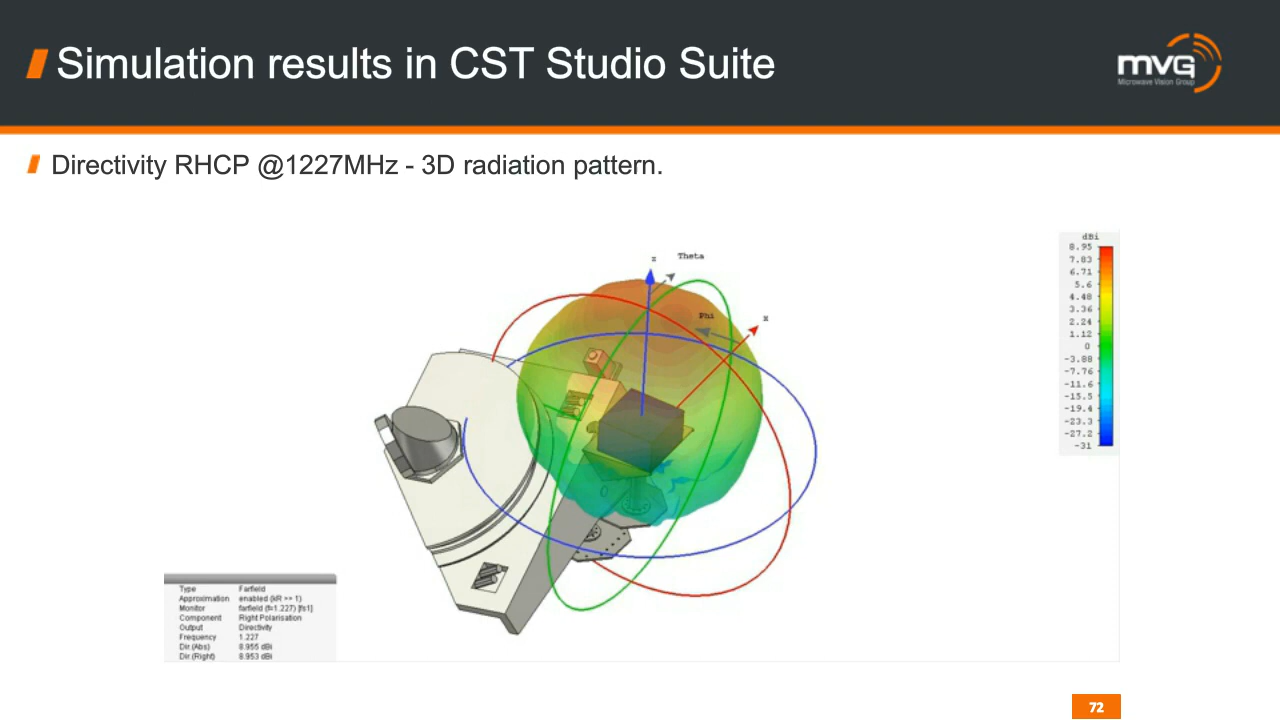 Simulation results in CST Studio Suite
mvg
Microwave Vision Group
Directivity RHCP @1227MHz - 3D radiation pattern.
z
Theta
Phi
x
dBi
8.95
7.83
6.71
5.6
4.48
3.36
2.24
1.12
0
-3.88
-7.76
-11.6
-15.5
-19.4
-23.3
-27.2
-31
Type Farfield
Approximation enabled (kR >> 1)
Monitor farfield (f=1.227) [fs1]
Component Right Polarisation
Output Directivity
Frequency 1.227
Dir.(Abs) 8.955 dBi
Dir.(Right) 8.953 dBi
72